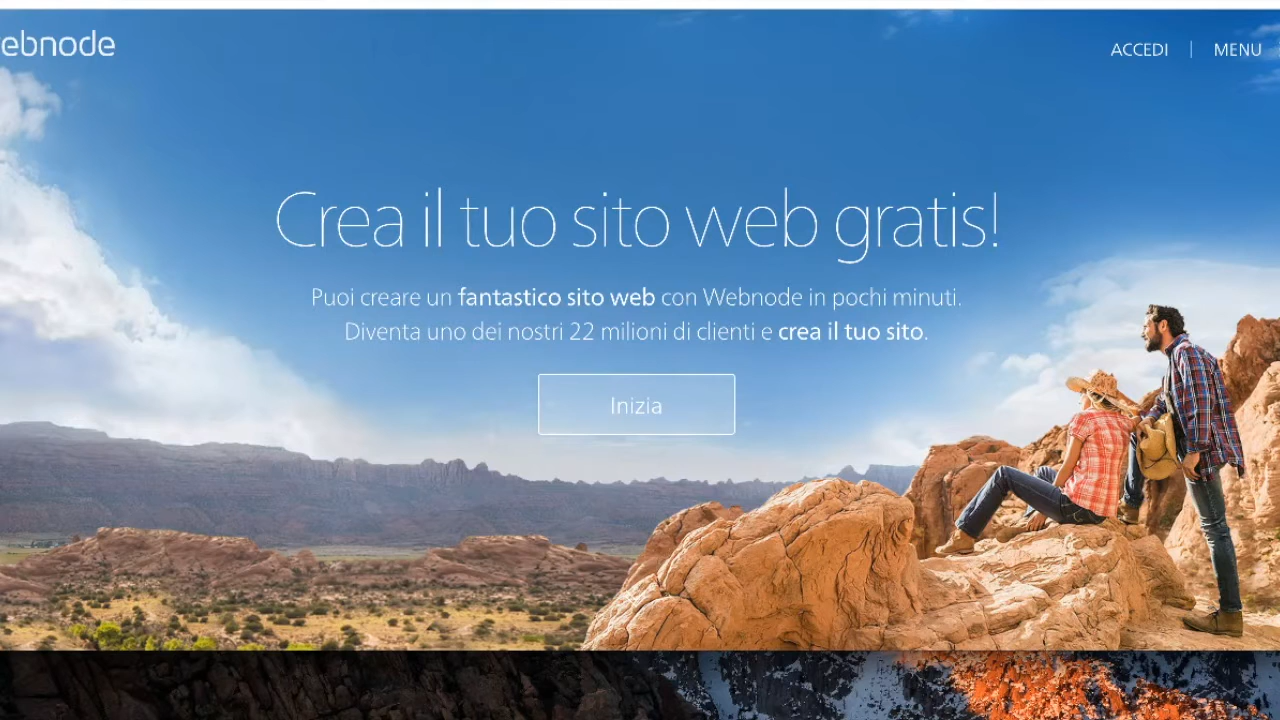 ebnode
ACCEDI | MENU
Crea il tuo sito web gratis!
Puoi creare un fantastico sito web con Webnode in pochi minuti.
Diventa uno dei nostri 22 milioni di clienti e crea il tuo sito.
Inizia